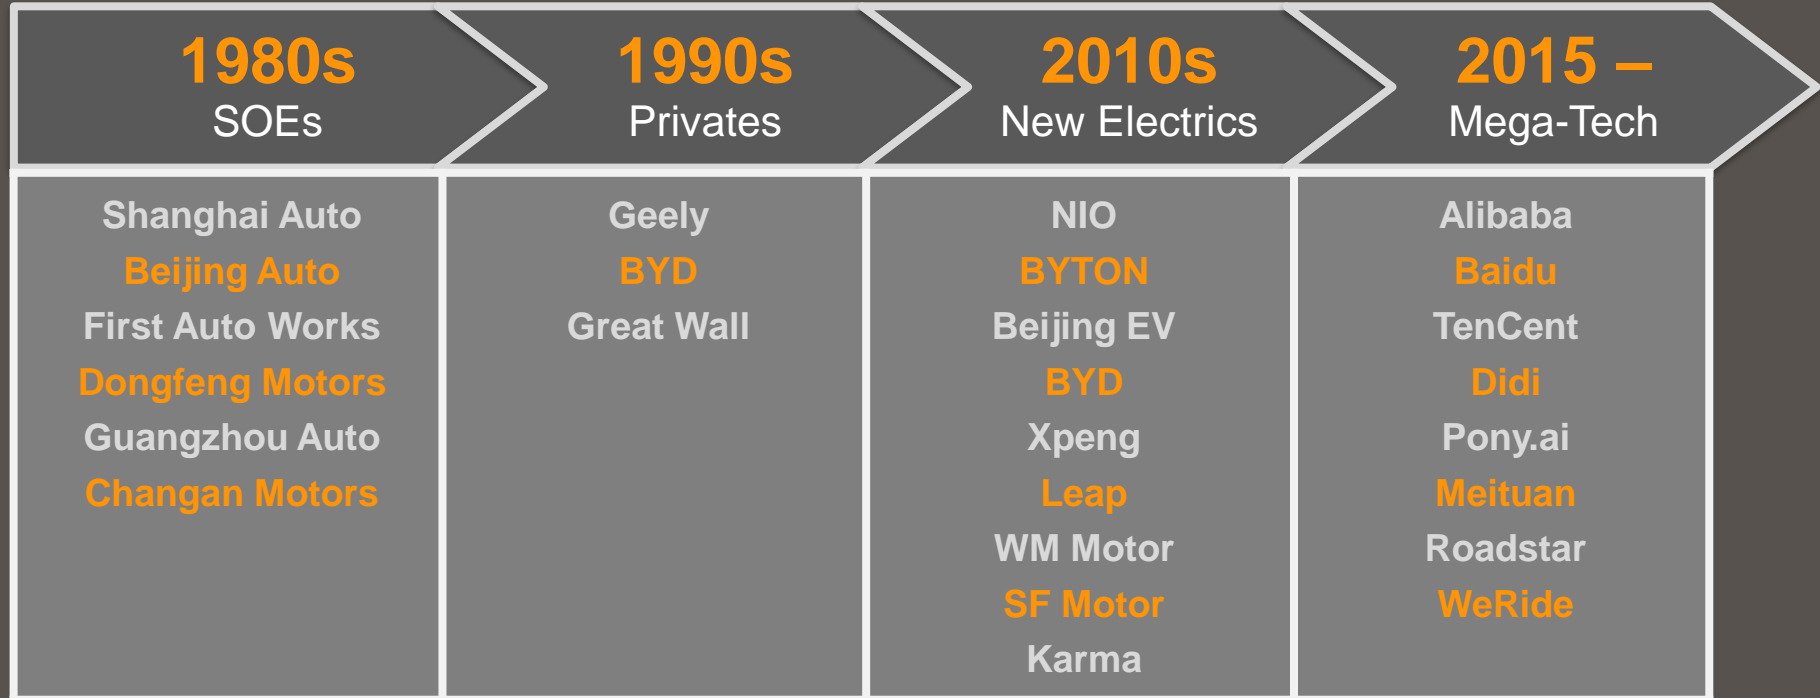 1980s
SOEs
1990s
Privates
2010s
New Electrics
2015 –
Mega-Tech
Shanghai Auto
Beijing Auto
First Auto Works
Dongfeng Motors
Guangzhou Auto
Changan Motors
Geely
BYD
Great Wall
NIO
BYTON
Beijing EV
BYD
Xpeng
Leap
WM Motor
SF Motor
Karma
Alibaba
Baidu
TenCent
Didi
Pony.ai
Meituan
Roadstar
WeRide